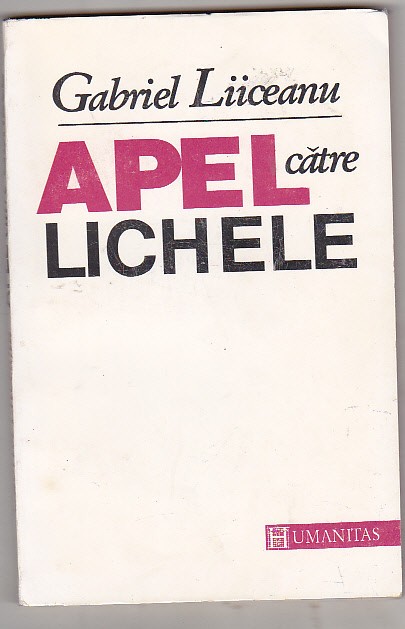 Gabriel Liiceanu
APEL către
LICHELE
HUMANITAS